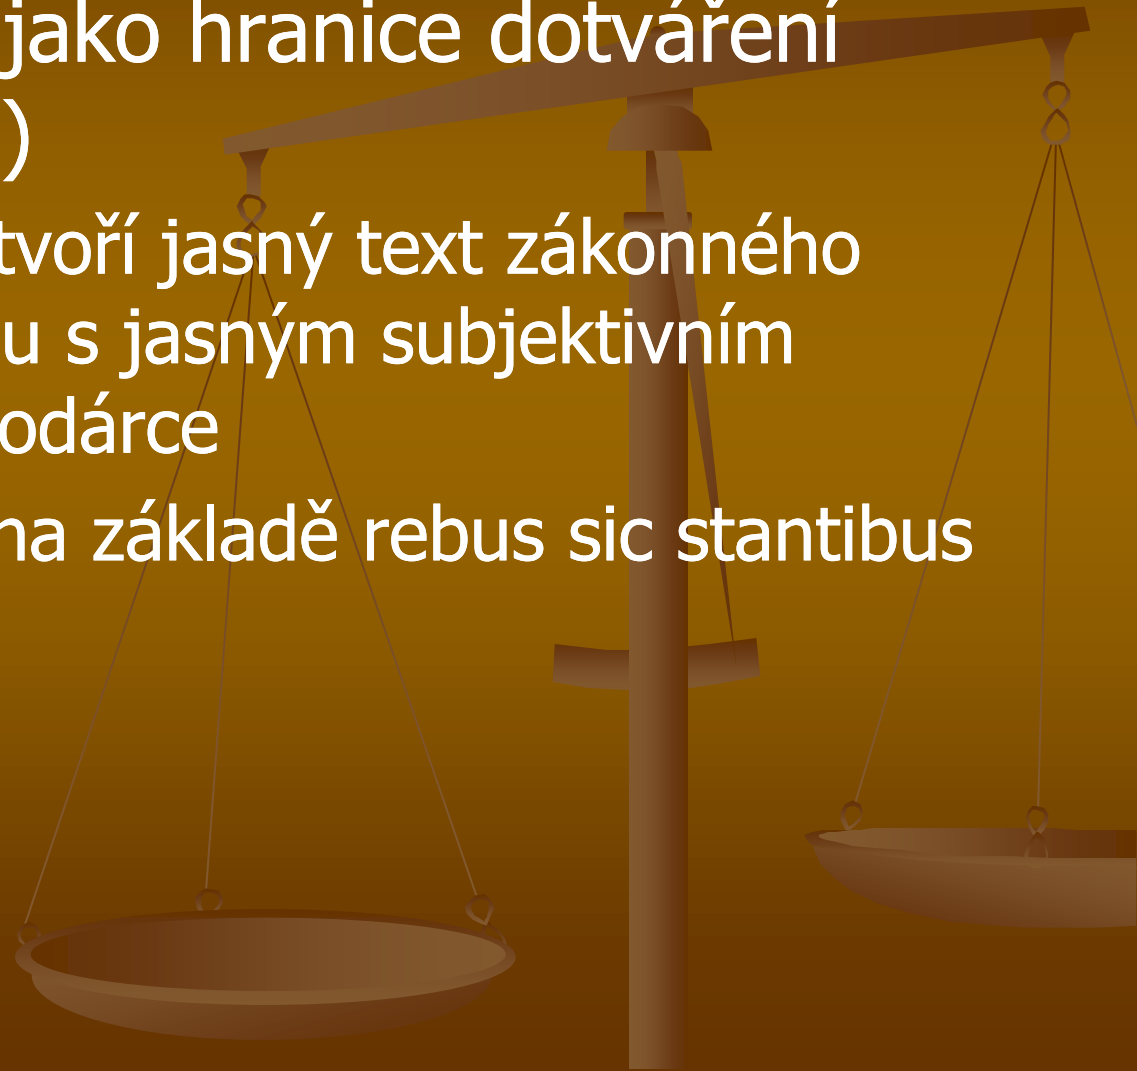 jako hranice dotváření
)
tvoří jasný text zákonného
u s jasným subjektivním
odárce
na základě rebus sic stantibus